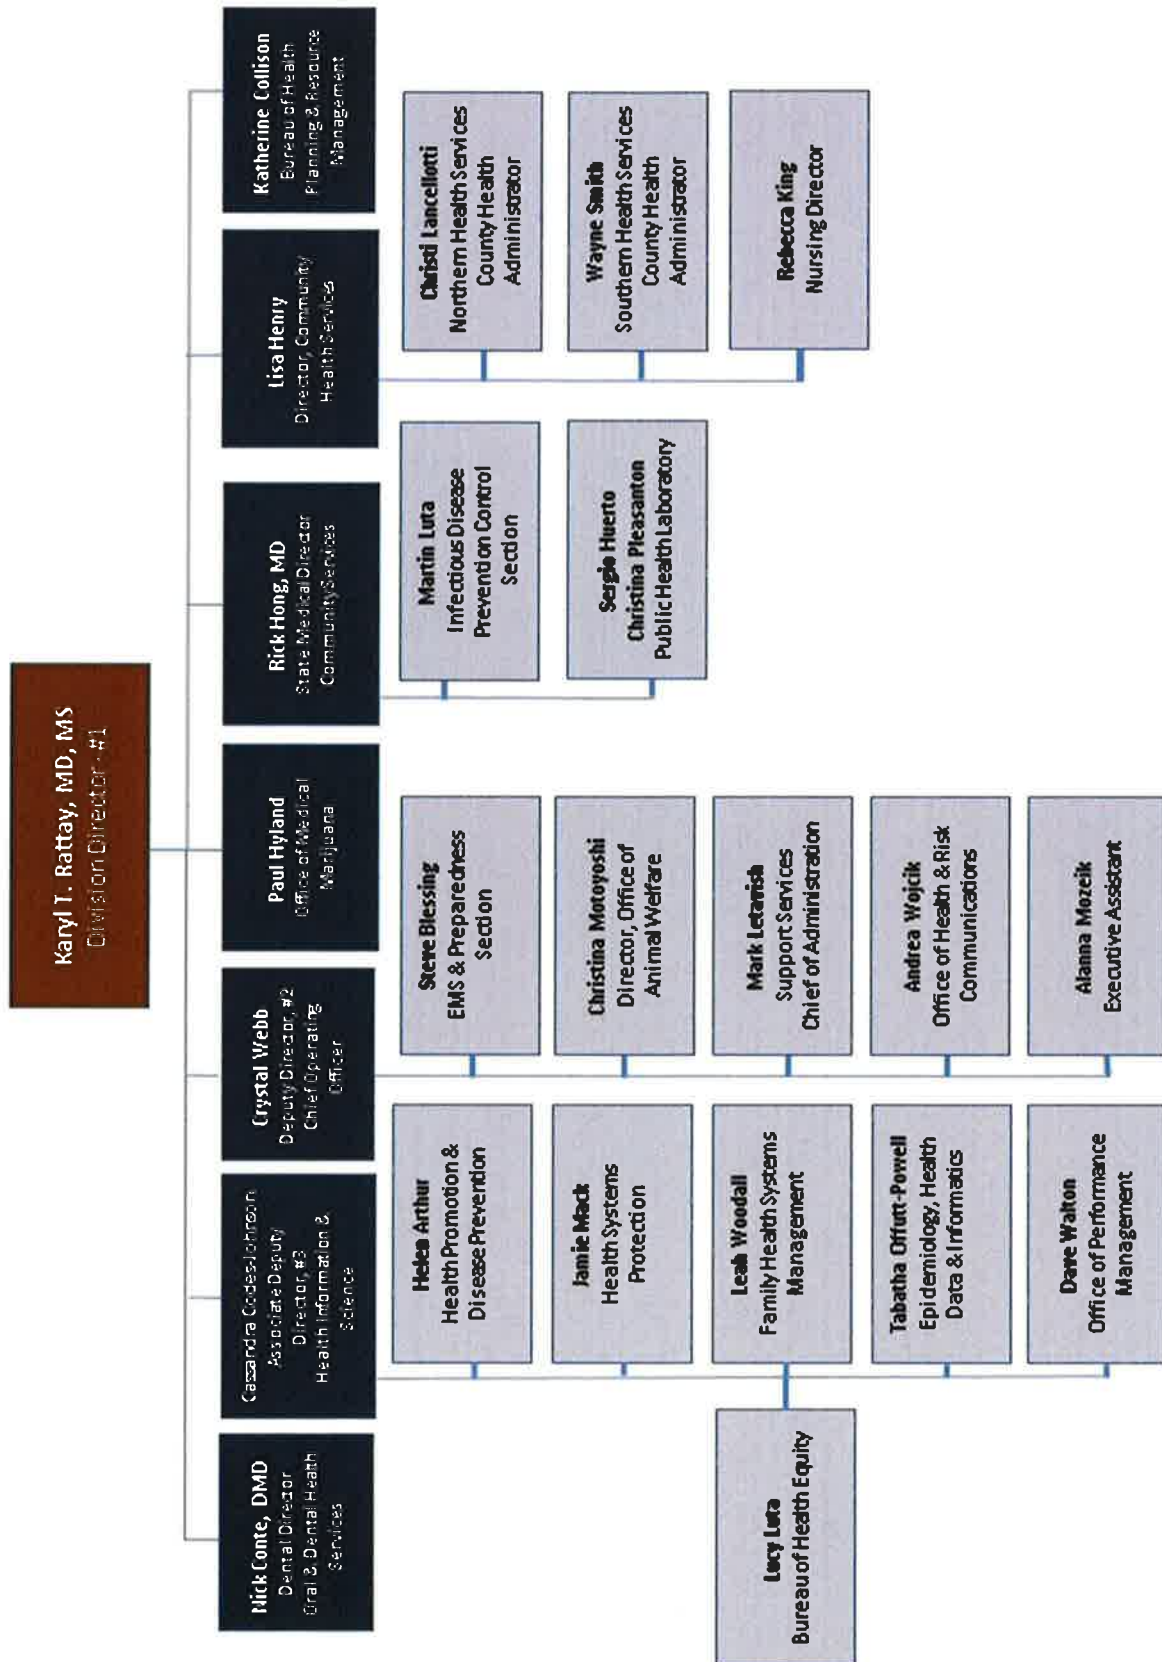 Karyl T. Rattay, MD, MS
Division Director - #1
Nick Conte, DMD
Dental Director
Oral & Dental Health
Services
Cassandra Codes-Johnson
Associate Deputy
Director, #3
Health Information &
Science
Crystal Webb
Deputy Director, #2
Chief Operating
Officer
Paul Hyland
Office of Medical
Marijuana
Rick Hong, MD
State Medical Director
Community Services
Lisa Henry
Director, Community
Health Services
Katherine Collison
Bureau of Health
Planning & Resource
Management
Lucy Luta
Bureau of Health Equity
Helen Arthur
Health Promotion &
Disease Prevention
Jamie Mack
Health Systems
Protection
Leah Woodall
Family Health Systems
Management
Tabatha Offutt-Powell
Epidemiology, Health
Data & Informatics
Dave Walton
Office of Performance
Management
Steve Blessing
EMS & Preparedness
Section
Christina Motoyoshi
Director, Office of
Animal Welfare
Mark Letavish
Support Services
Chief of Administration
Andrea Wojcik
Office of Health & Risk
Communications
Alanna Mozeik
Executive Assistant
Martin Luta
Infectious Disease
Prevention Control
Section
Sergio Huerto
Christina Pleasanton
Public Health Laboratory
Christi Lancellotti
Northern Health Services
County Health
Administrator
Wayne Smith
Southern Health Services
County Health
Administrator
Rebecca King
Nursing Director